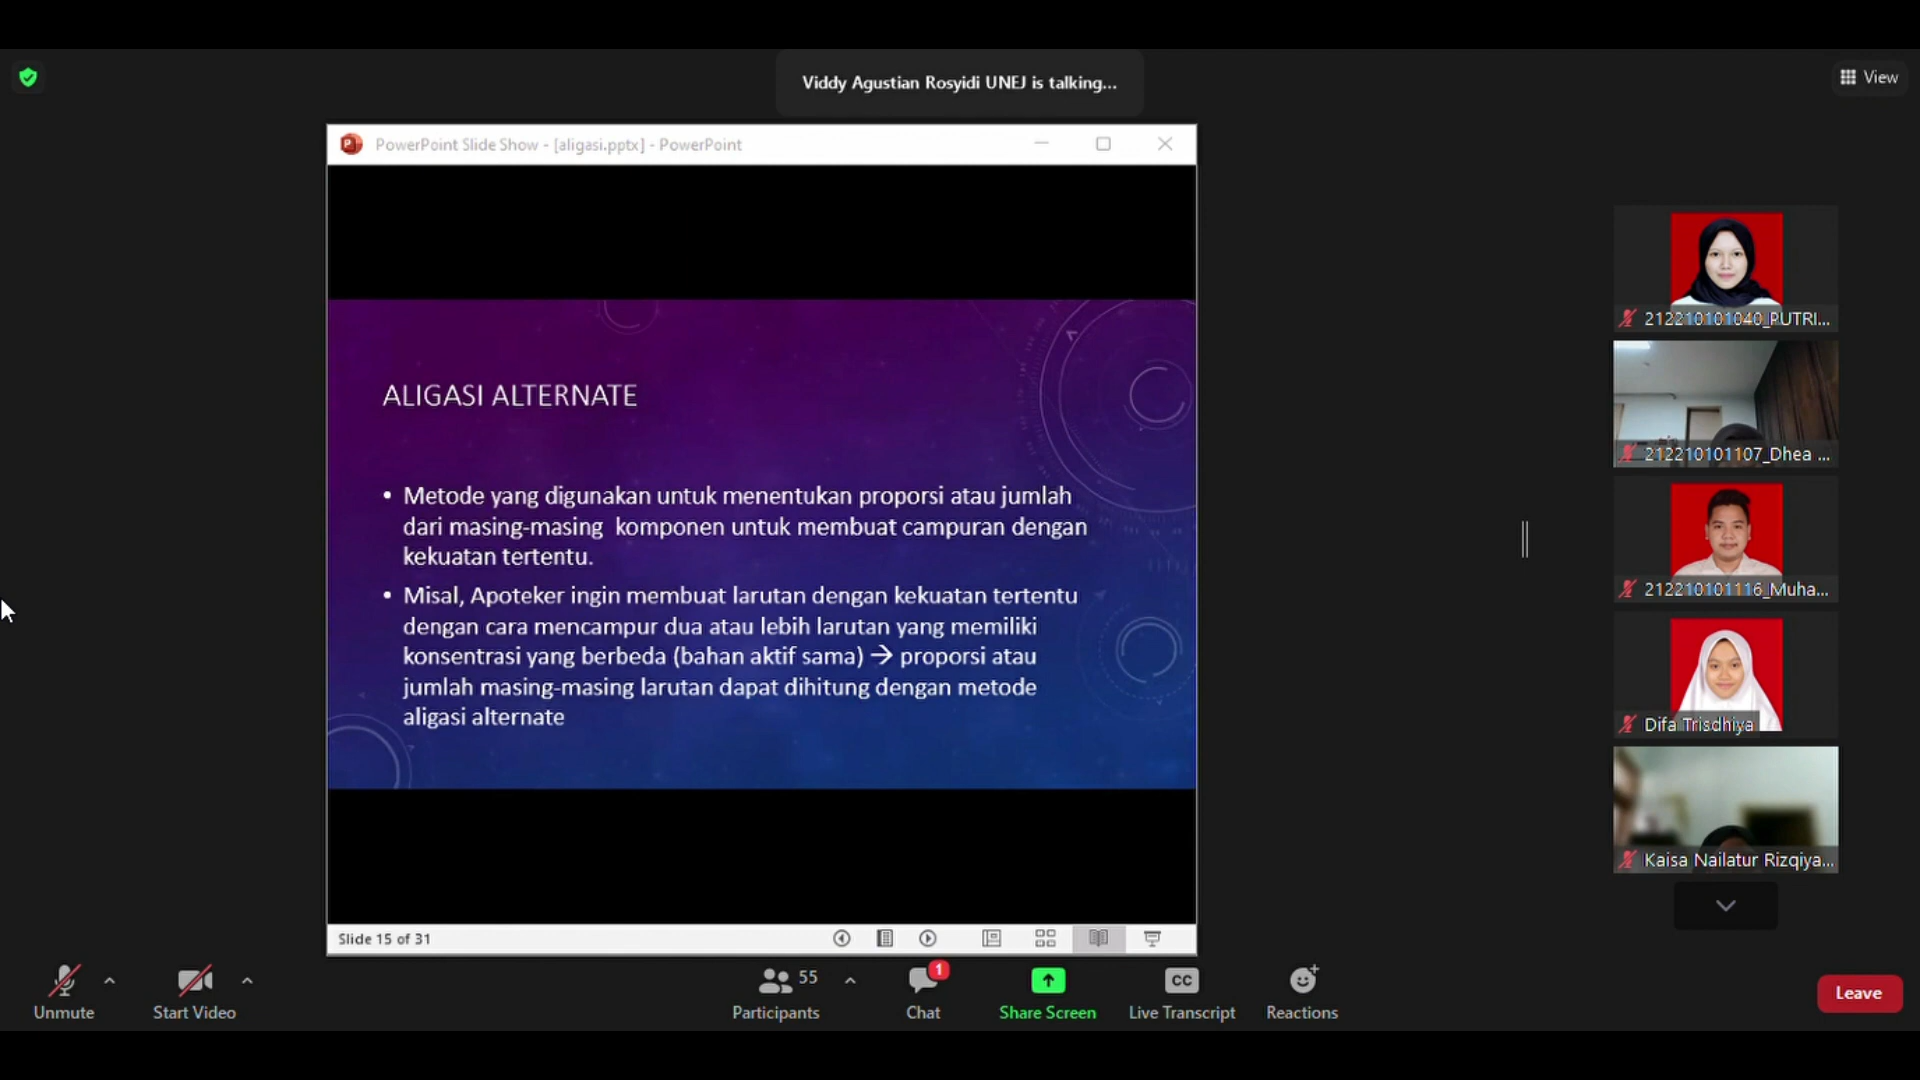 Viddy Agustian Rosyidi UNEJ is talking...
View
PowerPoint Slide Show - [aligasi.pptx] - PowerPoint
ALIGASI ALTERNATE
• Metode yang digunakan untuk menentukan proporsi atau jumlah
dari masing-masing komponen untuk membuat campuran dengan
kekuatan tertentu.
• Misal, Apoteker ingin membuat larutan dengan kekuatan tertentu
dengan cara mencampur dua atau lebih larutan yang memiliki
konsentrasi yang berbeda (bahan aktif sama) → proporsi atau
jumlah masing-masing larutan dapat dihitung dengan metode
aligasi alternate
Slide 15 of 31
212210101040_PUTRI...
212210101107_Dhea ...
212210101116_Muha...
Difa Trisdhiya
Kaisa Nailatur Rizqiya...
Unmute
Start Video
55
Participants
1
Chat
Share Screen
CC
Live Transcript
Reactions
Leave